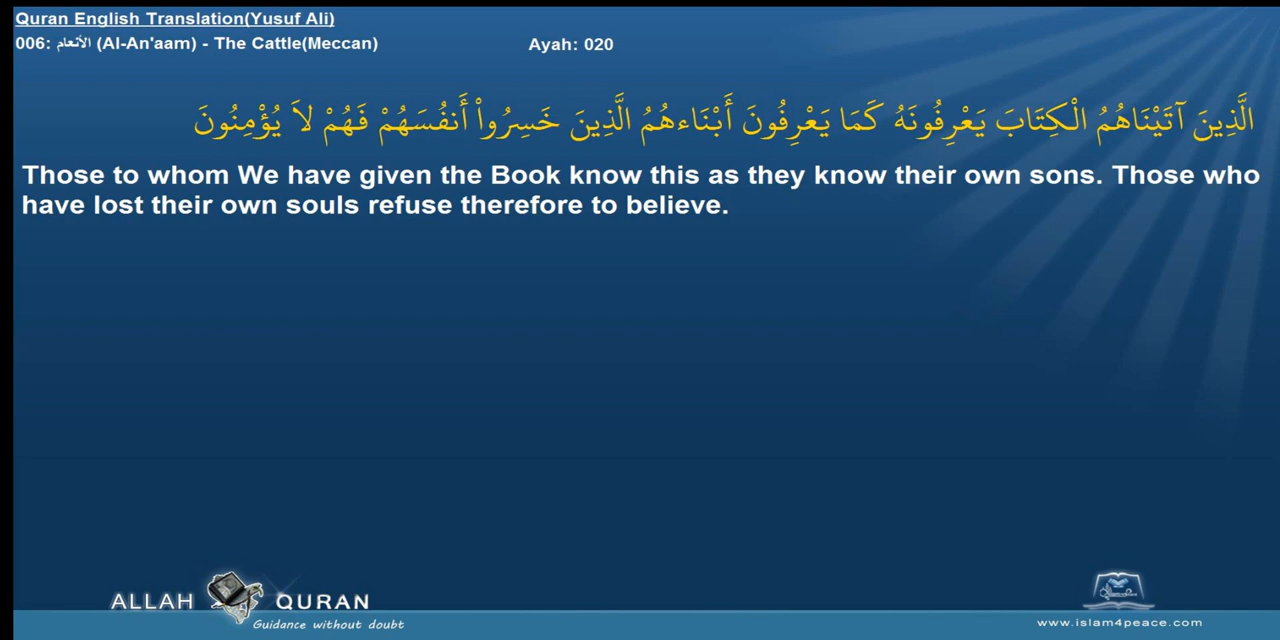 Quran English Translation(Yusuf Ali)
006: الأنعام (Al-An'aam) - The Cattle(Meccan) Ayah: 020
الَّذِينَ آتَيْنَاهُمُ الْكِتَابَ يَعْرِفُونَهُ كَمَا يَعْرِفُونَ أَبْنَاءهُمُ الَّذِينَ خَسِرُواْ أَنفُسَهُمْ فَهُمْ لاَ يُؤْمِنُونَ
Those to whom We have given the Book know this as they know their own sons. Those who
have lost their own souls refuse therefore to believe.
ALLAH QURAN
Guidance without doubt
www.islam4peace.com